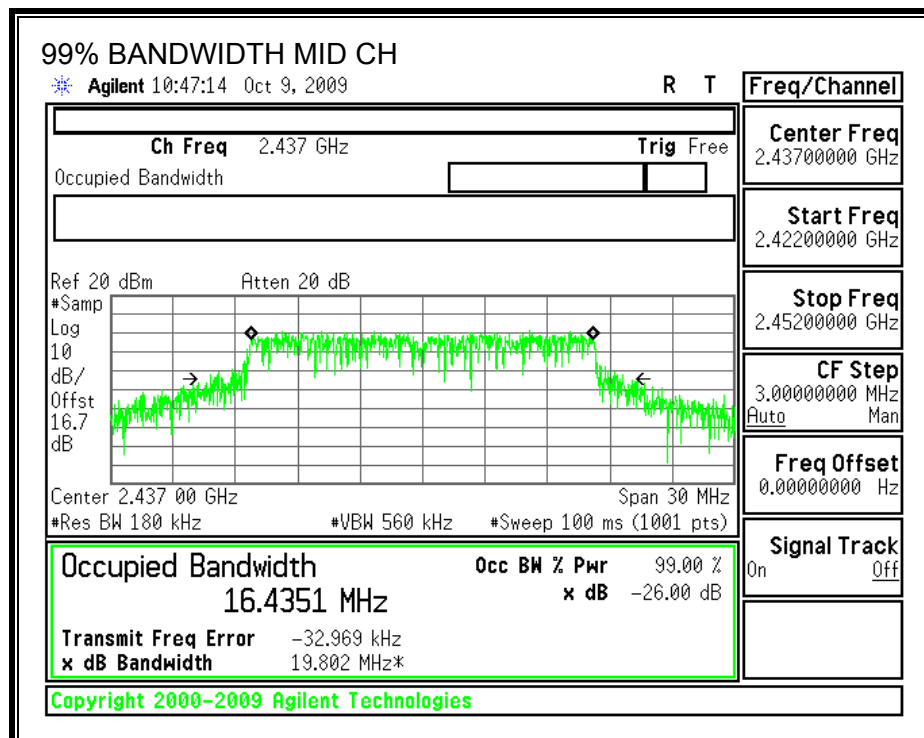 99% BANDWIDTH MID CH
Agilent 10:47:14 Oct 9, 2009 R T
Freq/Channel
Ch Freq 2.437 GHz Trig Free
Occupied Bandwidth
Center Freq
2.43700000 GHz
Start Freq
2.42200000 GHz
Stop Freq
2.45200000 GHz
CF Step
3.00000000 MHz
Auto Man
Freq Offset
0.00000000 Hz
Signal Track
On Off
Ref 20 dBm Atten 20 dB
#Samp
Log
10
dB/
Offst
16.7
dB
Center 2.437 00 GHz Span 30 MHz
#Res BW 180 kHz #VBW 560 kHz #Sweep 100 ms (1001 pts)
Occupied Bandwidth
16.4351 MHz
Occ BW % Pwr 99.00 %
x dB -26.00 dB
Transmit Freq Error -32.969 kHz
x dB Bandwidth 19.802 MHz*
Copyright 2000-2009 Agilent Technologies